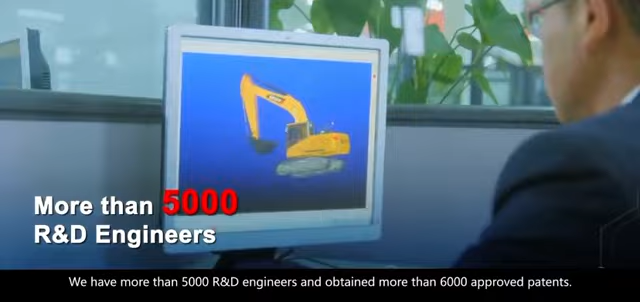 More than 5000
R&D Engineers
We have more than 5000 R&D engineers and obtained more than 6000 approved patents.